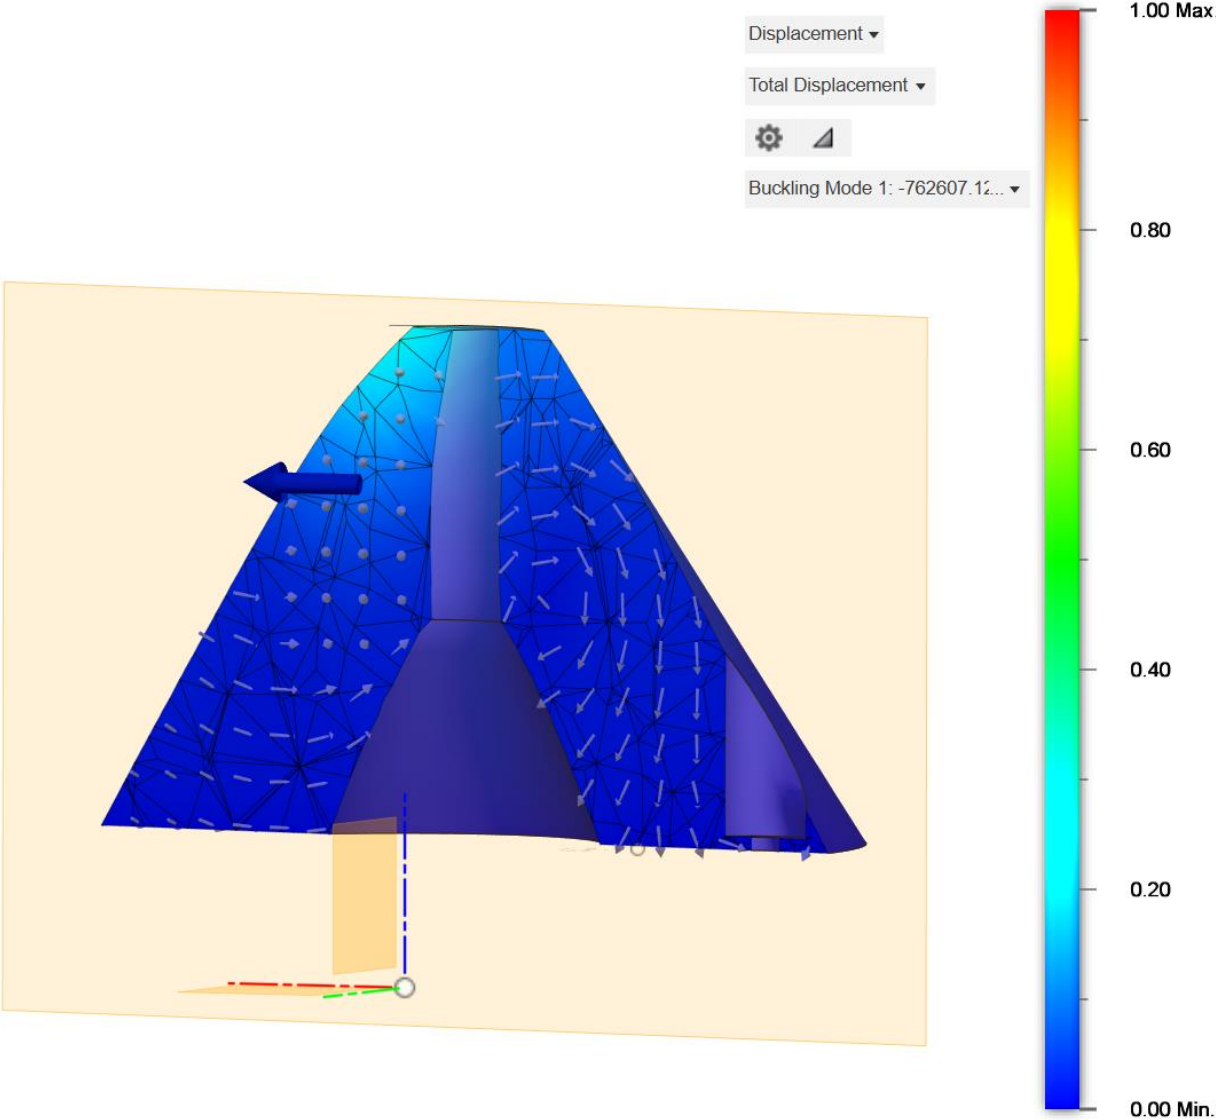 1.00 Max
Displacement
Total Displacement
Buckling Mode 1: -762607.12...
0.80
0.60
0.40
0.20
0.00 Min.